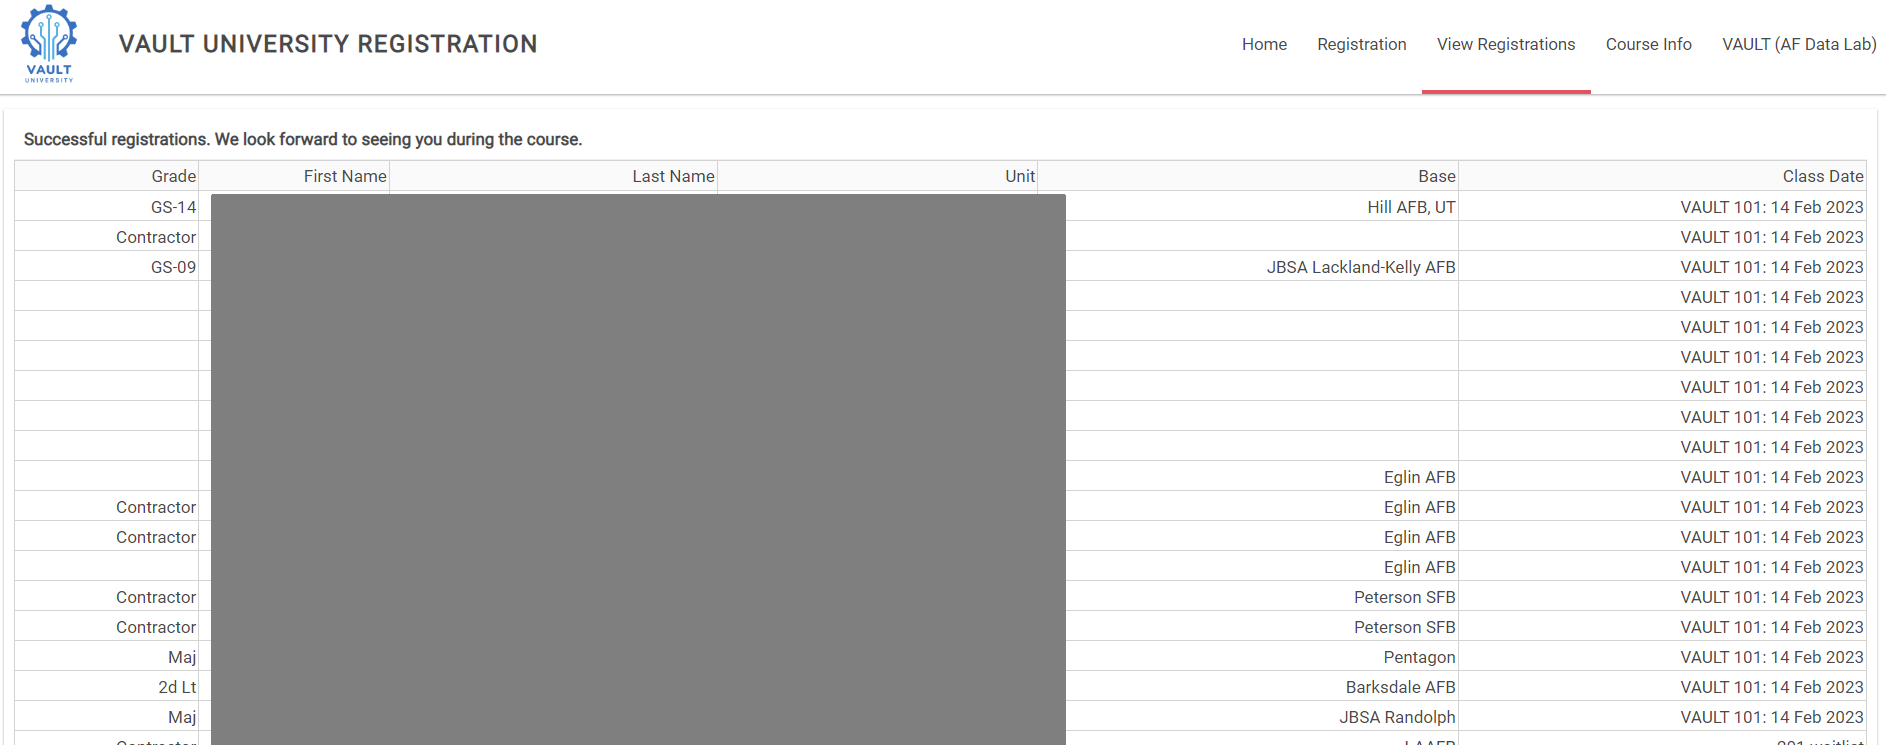 VAULT
UNIVERSITY
VAULT UNIVERSITY REGISTRATION
Home Registration View Registrations Course Info VAULT (AF Data Lab)
Successful registrations. We look forward to seeing you during the course.
Grade First Name Last Name Unit Base Class Date
GS-14 Hill AFB, UT VAULT 101: 14 Feb 2023
Contractor VAULT 101: 14 Feb 2023
GS-09 JBSA Lackland-Kelly AFB VAULT 101: 14 Feb 2023
VAULT 101: 14 Feb 2023
VAULT 101: 14 Feb 2023
VAULT 101: 14 Feb 2023
VAULT 101: 14 Feb 2023
VAULT 101: 14 Feb 2023
VAULT 101: 14 Feb 2023
Eglin AFB VAULT 101: 14 Feb 2023
Contractor Eglin AFB VAULT 101: 14 Feb 2023
Contractor Eglin AFB VAULT 101: 14 Feb 2023
Eglin AFB VAULT 101: 14 Feb 2023
Contractor Peterson SFB VAULT 101: 14 Feb 2023
Contractor Peterson SFB VAULT 101: 14 Feb 2023
Maj Pentagon VAULT 101: 14 Feb 2023
2d Lt Barksdale AFB VAULT 101: 14 Feb 2023
Maj JBSA Randolph VAULT 101: 14 Feb 2023